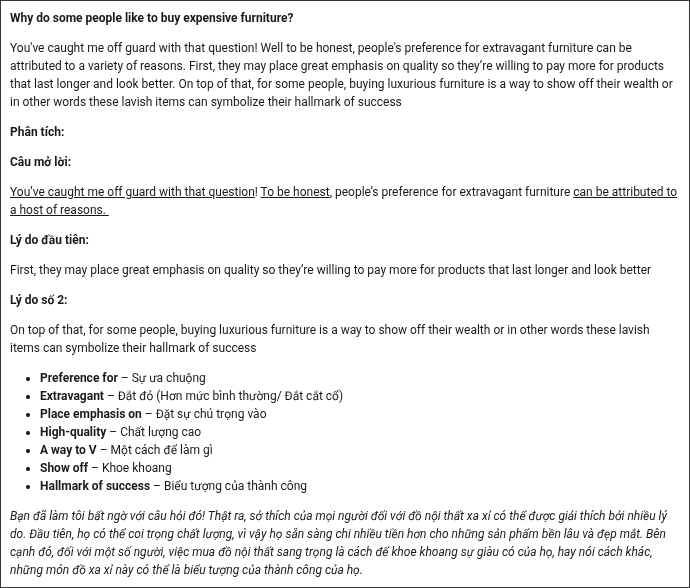 Why do some people like to buy expensive furniture?
You've caught me off guard with that question! Well to be honest, people's preference for extravagant furniture can be
attributed to a variety of reasons. First, they may place great emphasis on quality so they're willing to pay more for products
that last longer and look better. On top of that, for some people, buying luxurious furniture is a way to show off their wealth or
in other words these lavish items can symbolize their hallmark of success
Phân tích:
Câu mở lời:
You've caught me off guard with that question! To be honest, people's preference for extravagant furniture can be attributed to
a host of reasons.
Lý do đầu tiên:
First, they may place great emphasis on quality so they're willing to pay more for products that last longer and look better
Lý do số 2:
On top of that, for some people, buying luxurious furniture is a way to show off their wealth or in other words these lavish
items can symbolize their hallmark of success
• Preference for – Sự ưa chuộng
• Extravagant – Đắt đỏ (Hơn mức bình thường/ Đắt cắt cổ)
• Place emphasis on – Đặt sự chú trọng vào
• High-quality – Chất lượng cao
• A way to V – Một cách để làm gì
• Show off – Khoe khoang
• Hallmark of success – Biểu tượng của thành công
Bạn đã làm tôi bất ngờ với câu hỏi đó! Thật ra, sở thích của mọi người đối với đồ nội thất xa xỉ có thể được giải thích bởi nhiều lý
do. Đầu tiên, họ có thể coi trọng chất lượng, vì vậy họ sẵn sàng chi nhiều tiền hơn cho những sản phẩm bền lâu và đẹp mắt. Bên
cạnh đó, đối với một số người, việc mua đồ nội thất sang trọng là cách để khoe khoang sự giàu có của họ, hay nói cách khác,
những món đồ xa xỉ này có thể là biểu tượng của thành công của họ.